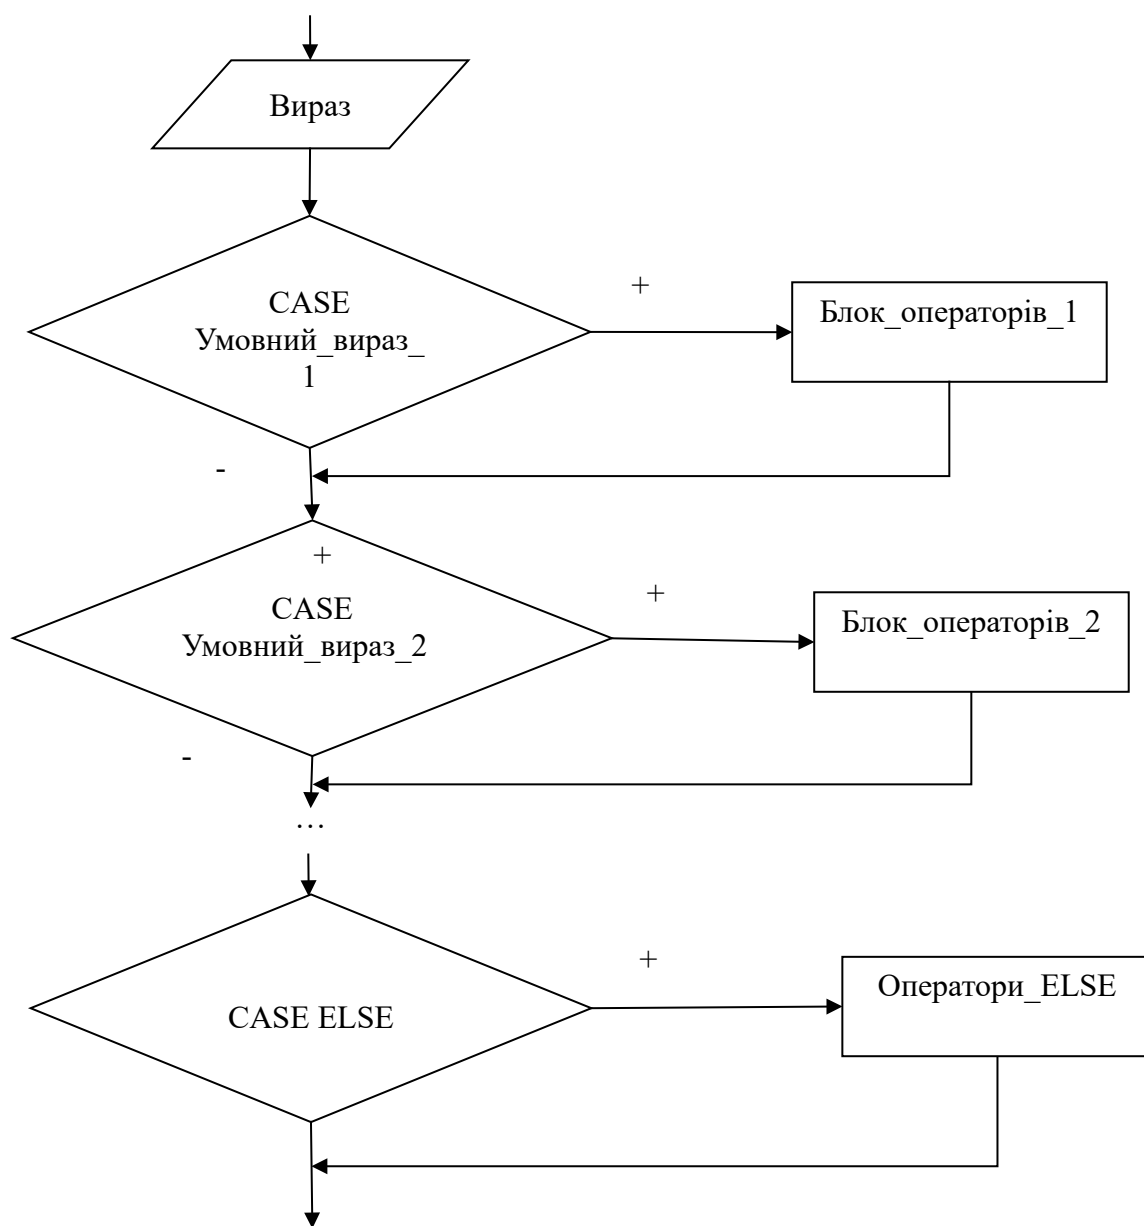 Вираз
+
CASE
Умовний_вираз_
1
Блок_операторів_1
-
+
+
CASE
Умовний_вираз_2
Блок_операторів_2
-
…
+
CASE ELSE
Оператори_ELSE